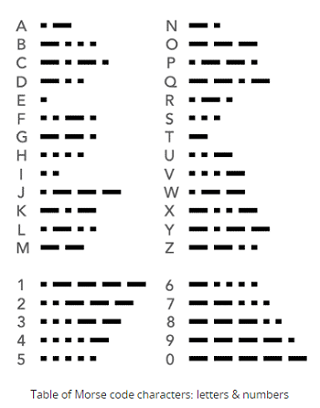 A N
B O
C P
D Q
E R
F S
G T
H U
I V
J W
K X
L Y
M Z
1 6
2 7
3 8
4 9
5 0
Table of Morse code characters: letters & numbers